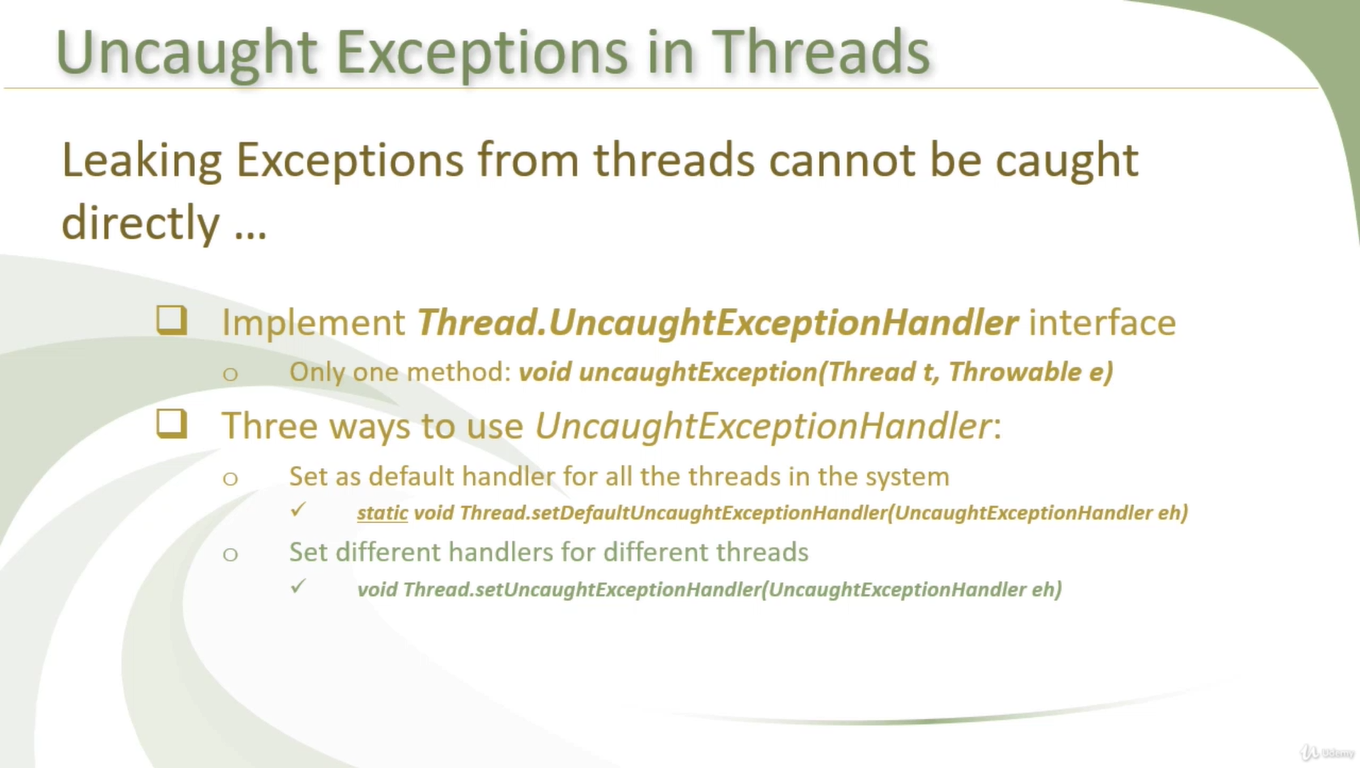 Uncaught Exceptions in Threads
Leaking Exceptions from threads cannot be caught
directly ...
Implement Thread.UncaughtExceptionHandler interface
Only one method: void uncaughtException(Thread t, Throwable e)
Three ways to use UncaughtExceptionHandler:
Set as default handler for all the threads in the system
static void Thread.setDefaultUncaughtExceptionHandler(UncaughtExceptionHandler eh)
Set different handlers for different threads
void Thread.setUncaughtExceptionHandler(UncaughtExceptionHandler eh)
Udemy